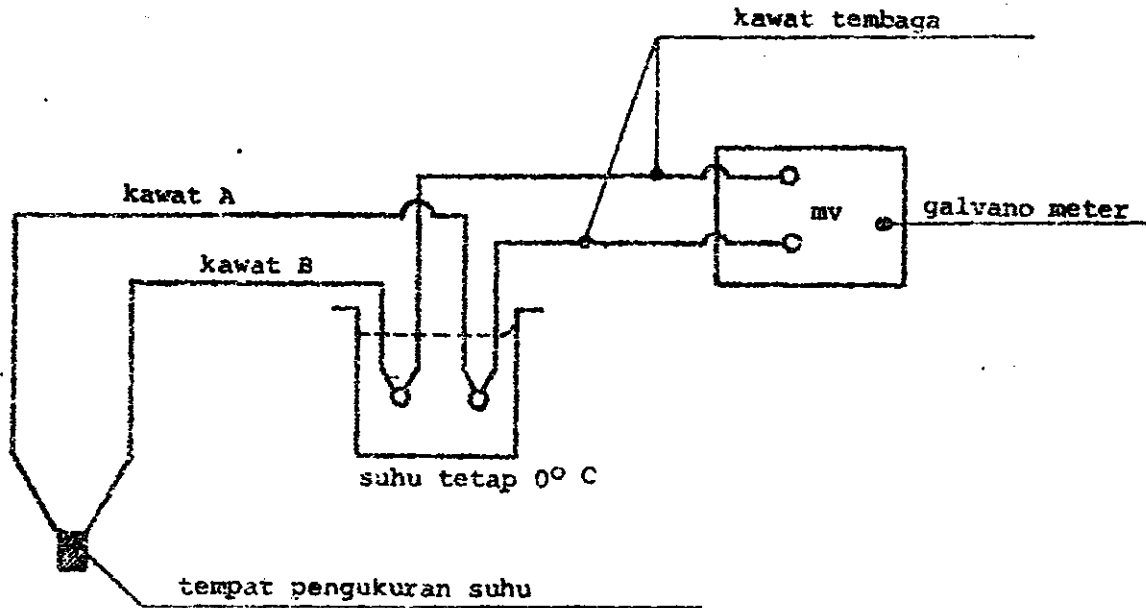 kawat tembaga
kawat A
mv
galvano meter
kawat B
suhu tetap 0° C
tempat pengukuran suhu